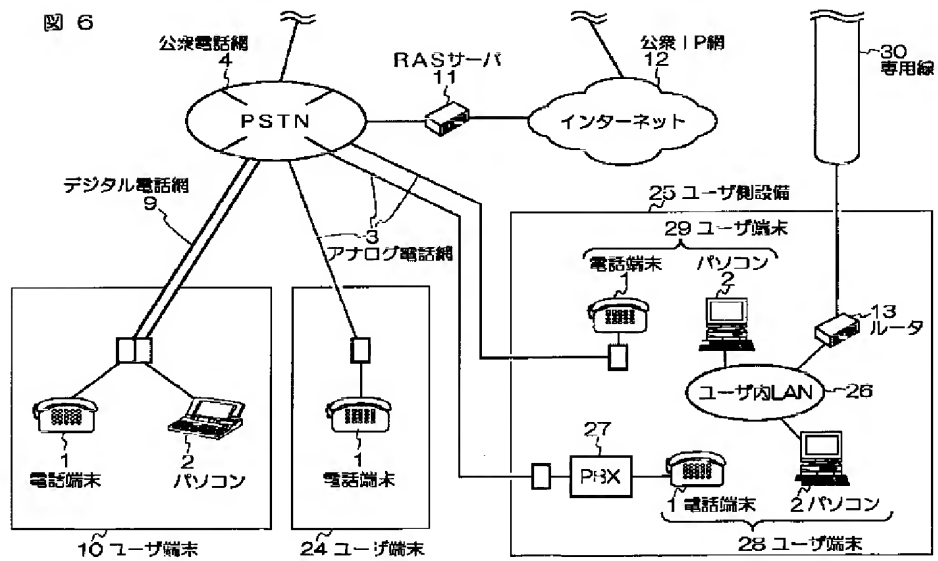 図 6
公衆電話網
4
PSTN
RASサーバ
11
公衆IP網
12
インターネット
30
専用線
デジタル電話網
9
3
アナログ電話網
25 ユーザ側設備
29 ユーザ端末
電話端末
1
パソコン
2
13
ルータ
ユーザ内LAN
26
27
PBX
1 電話端末
2 パソコン
28 ユーザ端末
1
電話端末
2
パソコン
10 ユーザ端末
1
電話端末
24 ユーザ端末